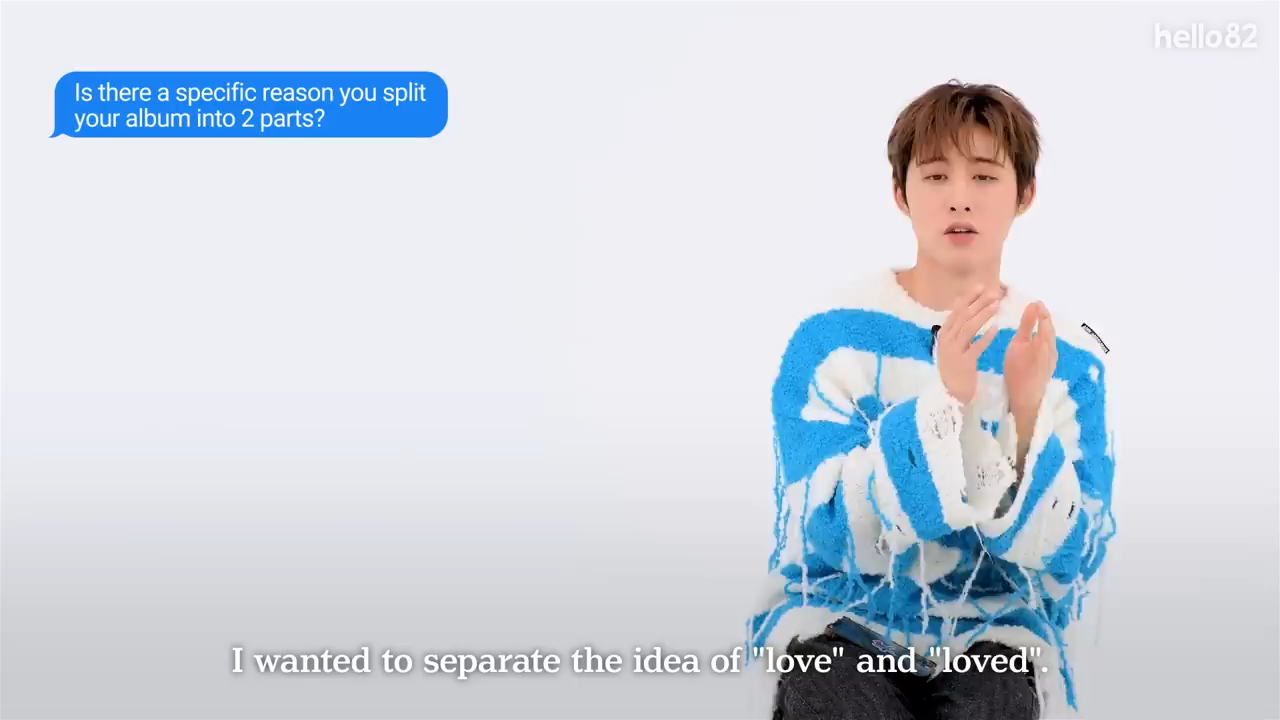 hello82
Is there a specific reason you split
your album into 2 parts?
I wanted to separate the idea of "love" and "loved".